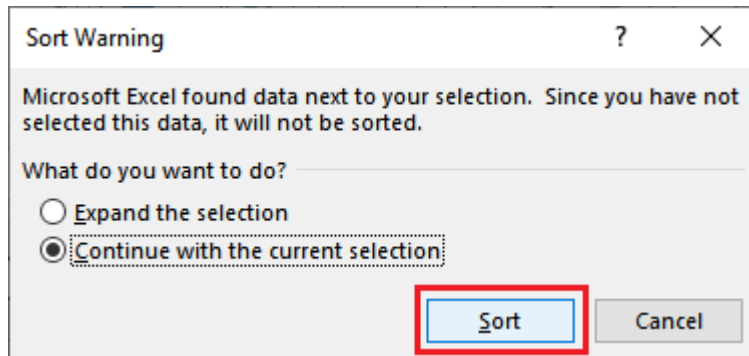 Sort Warning
?
Microsoft Excel found data next to your selection.  Since you have not
selected this data, it will not be sorted.
What do you want to do?
Expand the selection
Continue with the current selection
Sort
Cancel